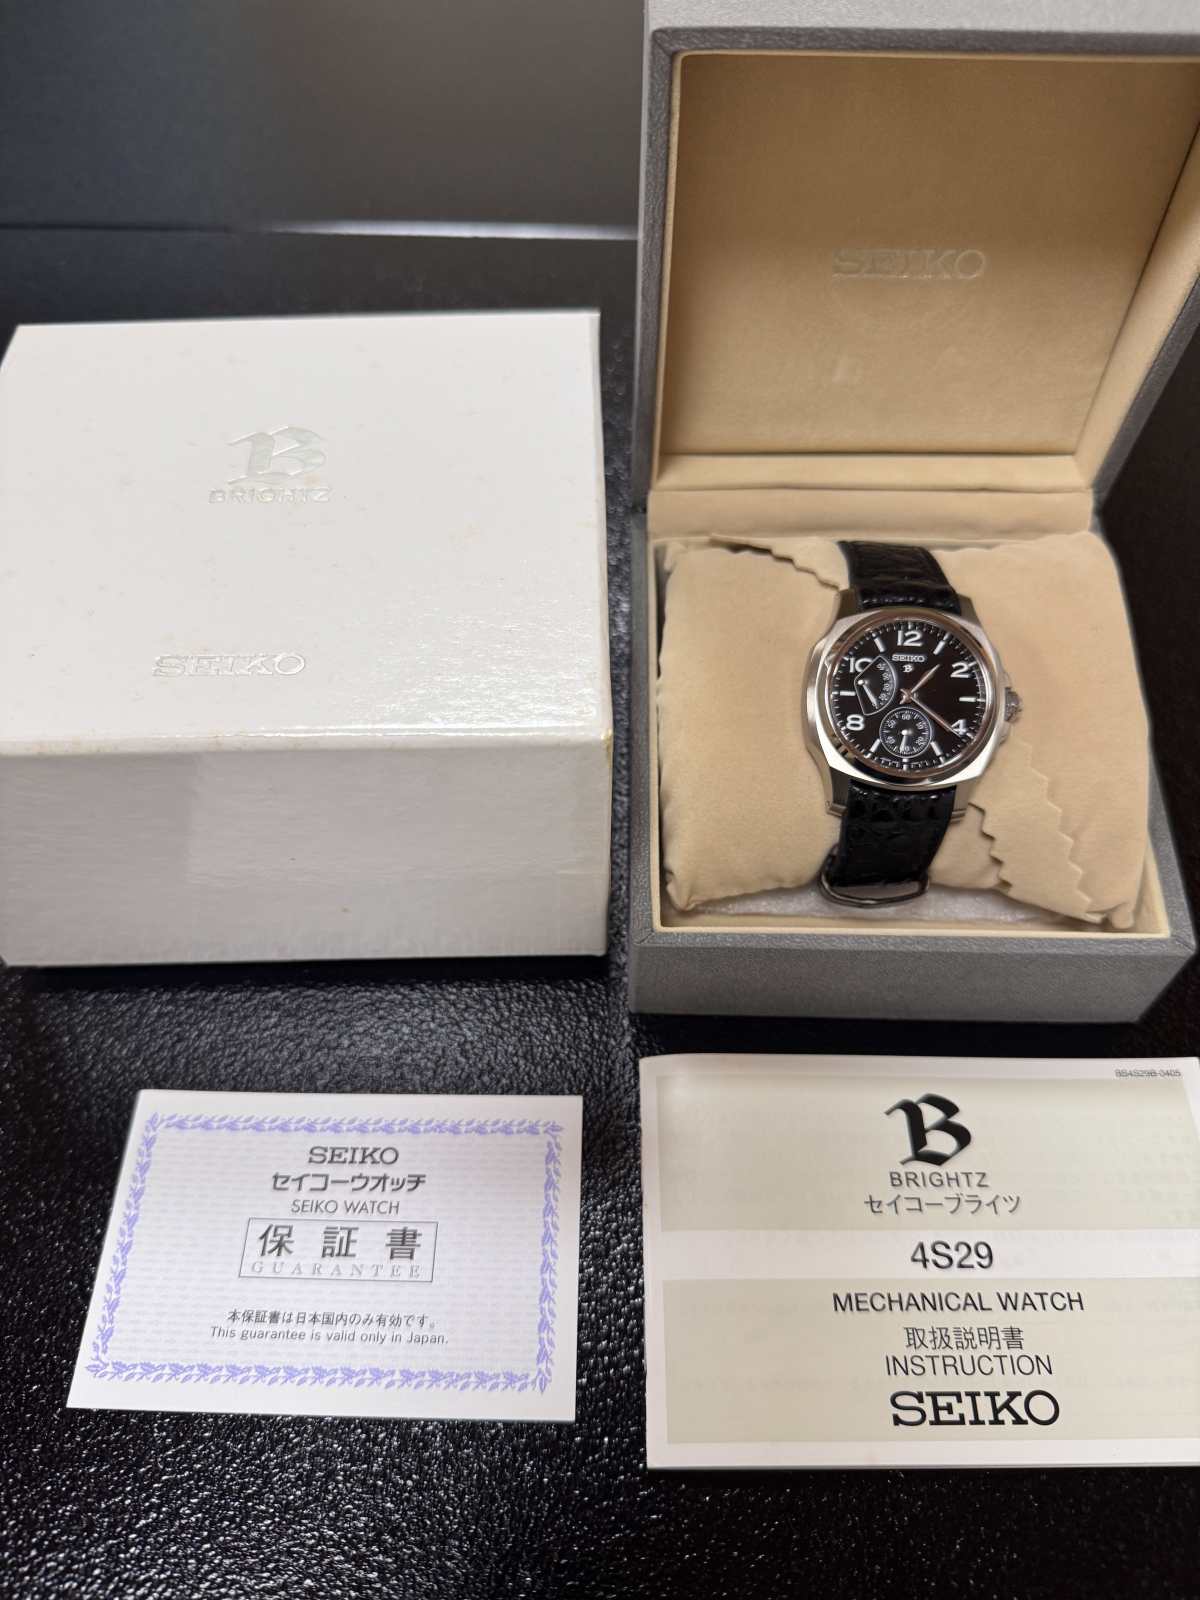 SEIKO
B
BRIGHTZ
SEIKO
12
SEIKO
B
10
2
8
4
60
SEIKO
セイコーウオッチ
SEIKO WATCH
保証書
GUARANTEE
本保証書は日本国内のみ有効です。
This guarantee is valid only in Japan.
BS4S29B-0405
B
BRIGHTZ
セイコーブライツ
4S29
MECHANICAL WATCH
取扱説明書
INSTRUCTION
SEIKO